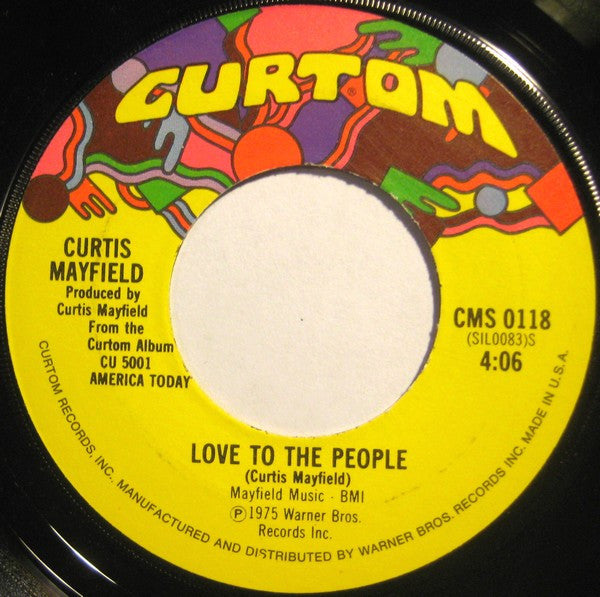 CURTOM®
CURTIS
MAYFIELD
Produced by
Curtis Mayfield
From the
Curtom Album
CU 5001
AMERICA TODAY
CMS 0118
(SIL0083)S
4:06
LOVE TO THE PEOPLE
(Curtis Mayfield)
Mayfield Music - BMI
Ⓟ1975 Warner Bros.
Records Inc.
CURTOM RECORDS, INC., MANUFACTURED AND DISTRIBUTED BY WARNER BROS. RECORDS INC. MADE IN U.S.A.